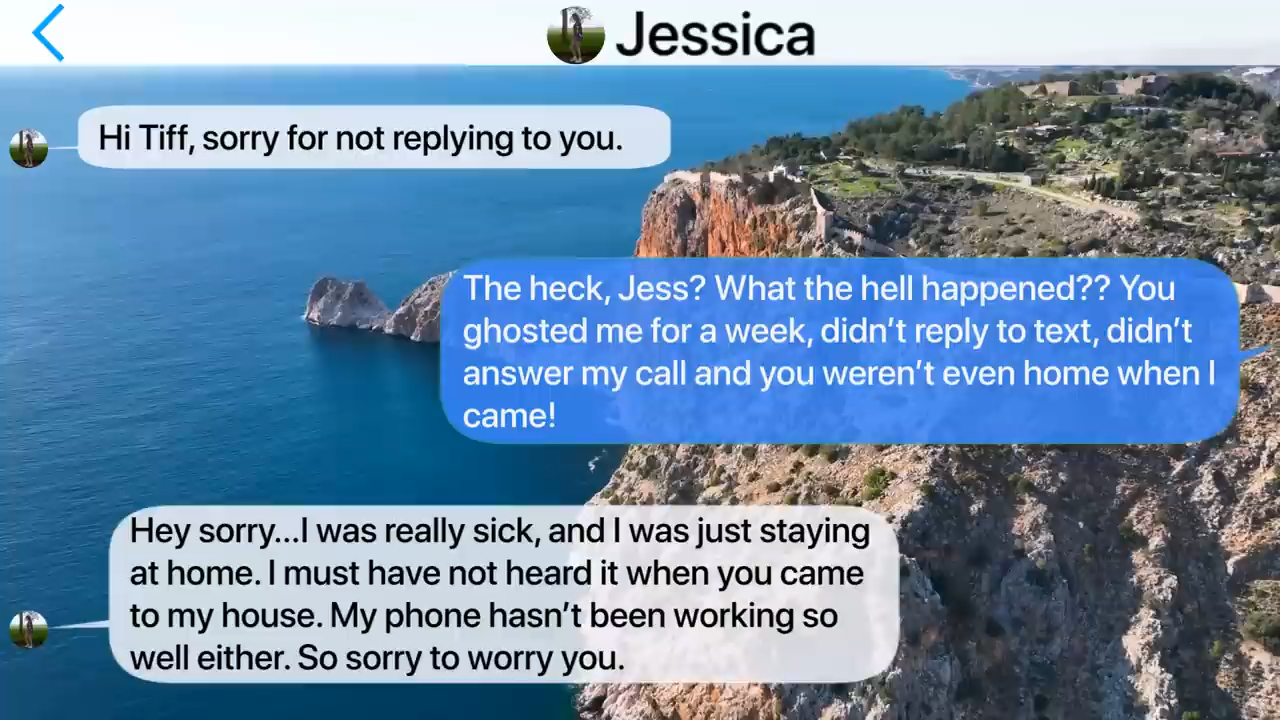 Jessica
Hi Tiff, sorry for not replying to you.
The heck, Jess? What the hell happened?? You
ghosted me for a week, didn’t reply to text, didn’t
answer my call and you weren’t even home when I
came!
Hey sorry...I was really sick, and I was just staying
at home. I must have not heard it when you came
to my house. My phone hasn’t been working so
well either. So sorry to worry you.